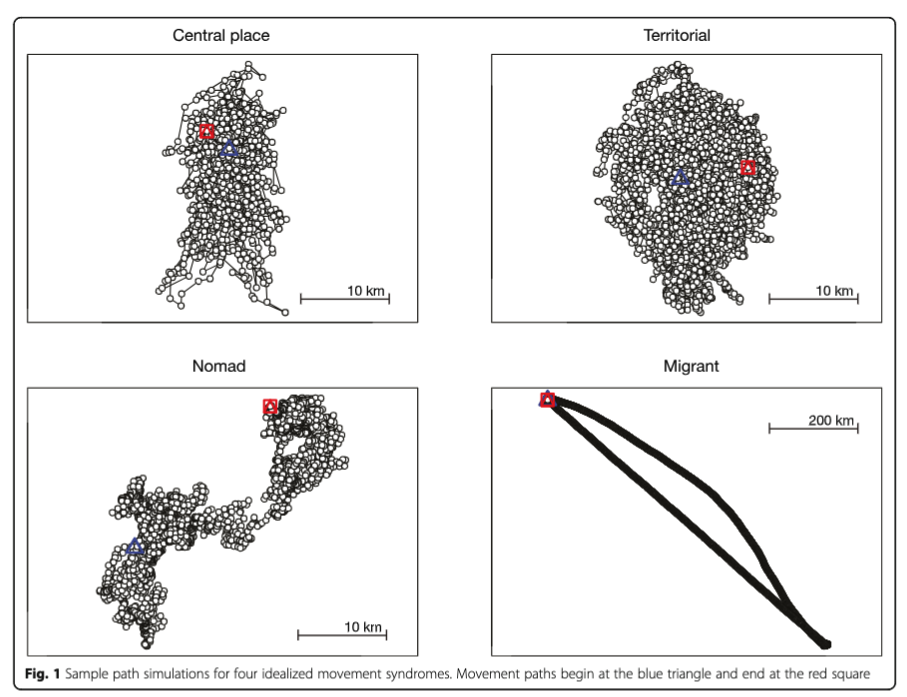 Central place
Territorial
10 km
10 km
Nomad
Migrant
200 km
10 km
Fig. 1 Sample path simulations for four idealized movement syndromes. Movement paths begin at the blue triangle and end at the red square